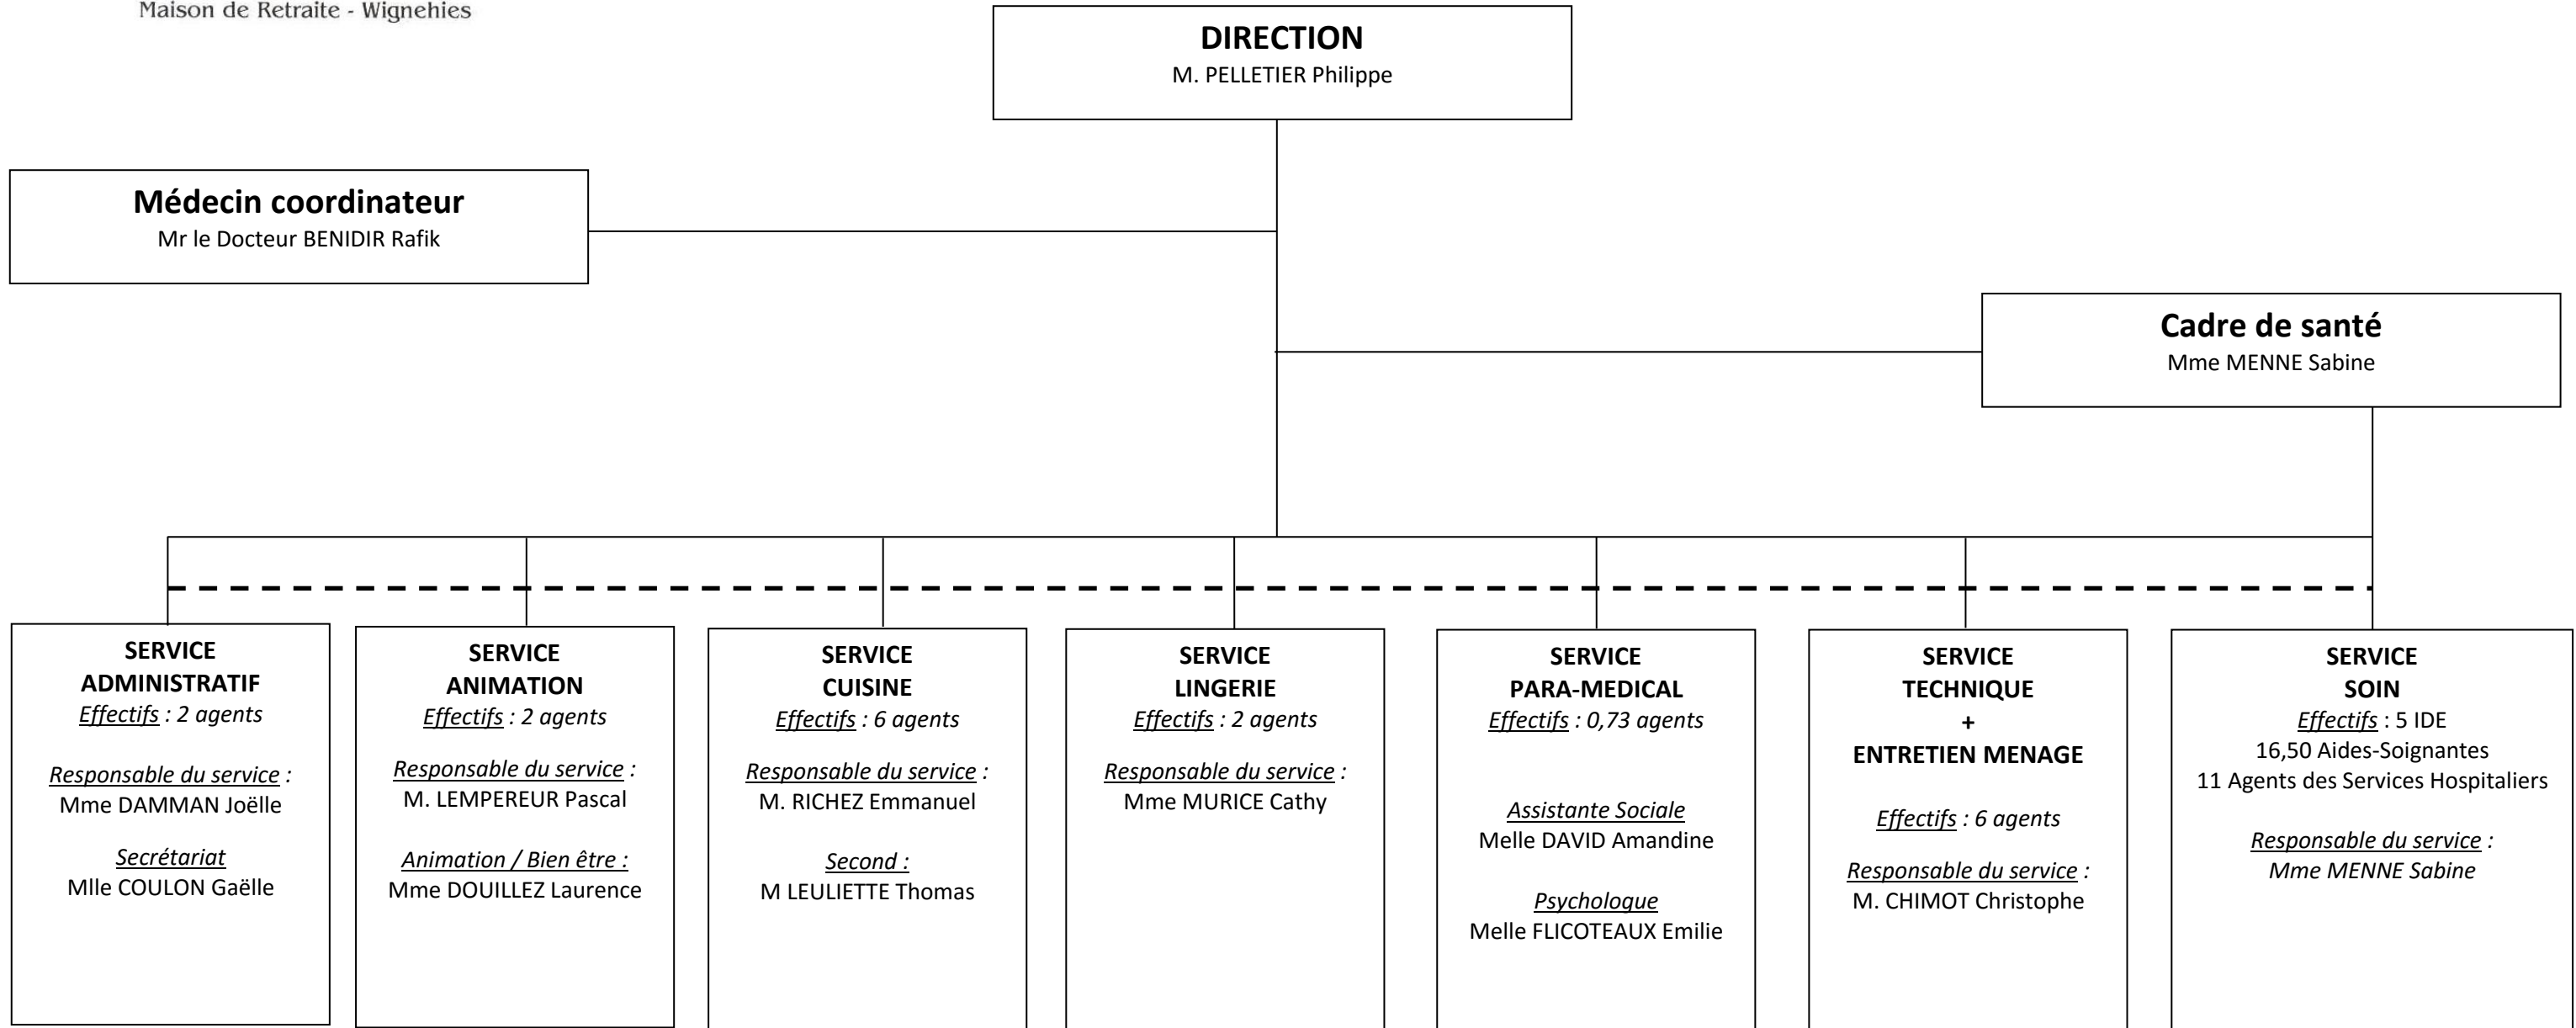 Maison de Retraite - Wignehies
DIRECTION
M. PELLETIER Philippe
Médecin coordinateur
Mr le Docteur BENIDIR Rafik
Cadre de santé
Mme MENNE Sabine
SERVICE
ADMINISTRATIF
Effectifs : 2 agents
Responsable du service :
Mme DAMMAN Joëlle
Secrétariat
Mlle COULON Gaëlle
SERVICE
ANIMATION
Effectifs : 2 agents
Responsable du service :
M. LEMPEREUR Pascal
Animation / Bien être :
Mme DOUILLEZ Laurence
SERVICE
CUISINE
Effectifs : 6 agents
Responsable du service :
M. RICHEZ Emmanuel
Second :
M LEULIETTE Thomas
SERVICE
LINGERIE
Effectifs : 2 agents
Responsable du service :
Mme MURICE Cathy
SERVICE
PARA-MEDICAL
Effectifs : 0,73 agents
Assistante Sociale
Melle DAVID Amandine
Psychologue
Melle FLICOTEAUX Emilie
SERVICE
TECHNIQUE
+
ENTRETIEN MENAGE
Effectifs : 6 agents
Responsable du service :
M. CHIMOT Christophe
SERVICE
SOIN
Effectifs : 5 IDE
16,50 Aides-Soignantes
11 Agents des Services Hospitaliers
Responsable du service :
Mme MENNE Sabine